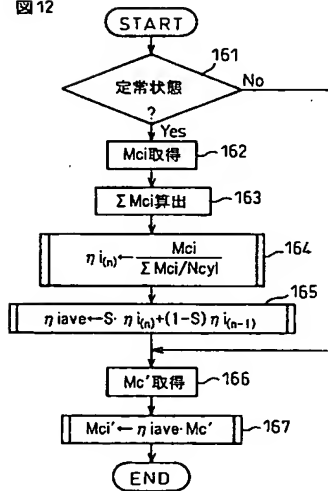 図12
START
161
定常状態
?
No
Yes
Mci取得
162
ΣMci算出
163
ηi(n)← Mci
ΣMci/Ncyl
164
165
ηiave←S・ηi(n)+(1-S)ηi(n-1)
Mc'取得
166
Mci'←ηiave・Mc'
167
END